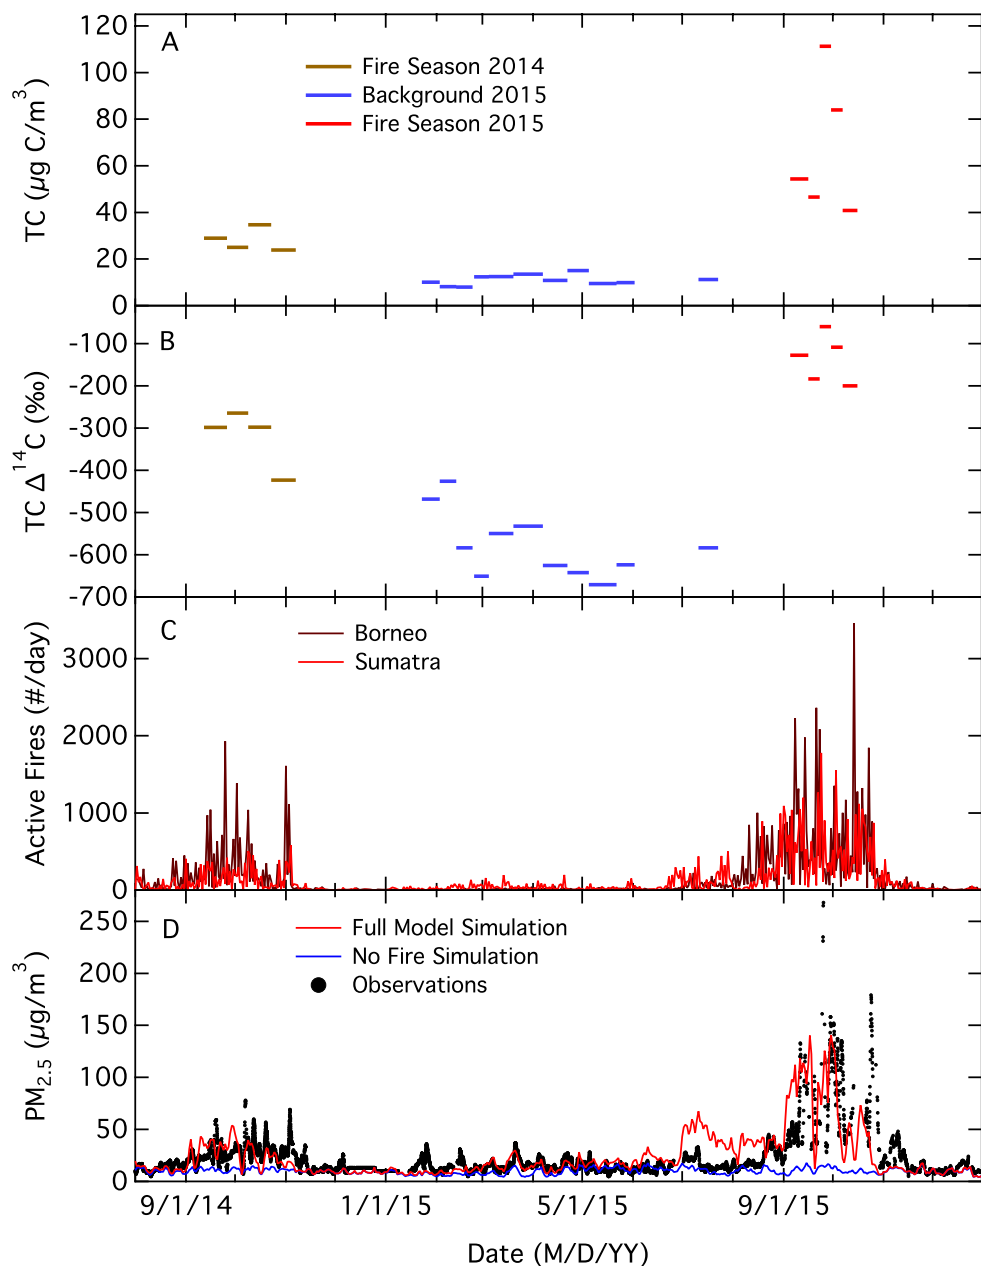 A
TC (µg C/m³)
120
100
80
60
40
20
0
Fire Season 2014
Background 2015
Fire Season 2015
B
TC Δ¹⁴C (‰)
-100
-200
-300
-400
-500
-600
-700
C
Active Fires (#/day)
3000
2000
1000
0
Borneo
Sumatra
D
PM₂.₅ (µg/m³)
250
200
150
100
50
0
Full Model Simulation
No Fire Simulation
Observations
9/1/14 1/1/15 5/1/15 9/1/15
Date (M/D/YY)